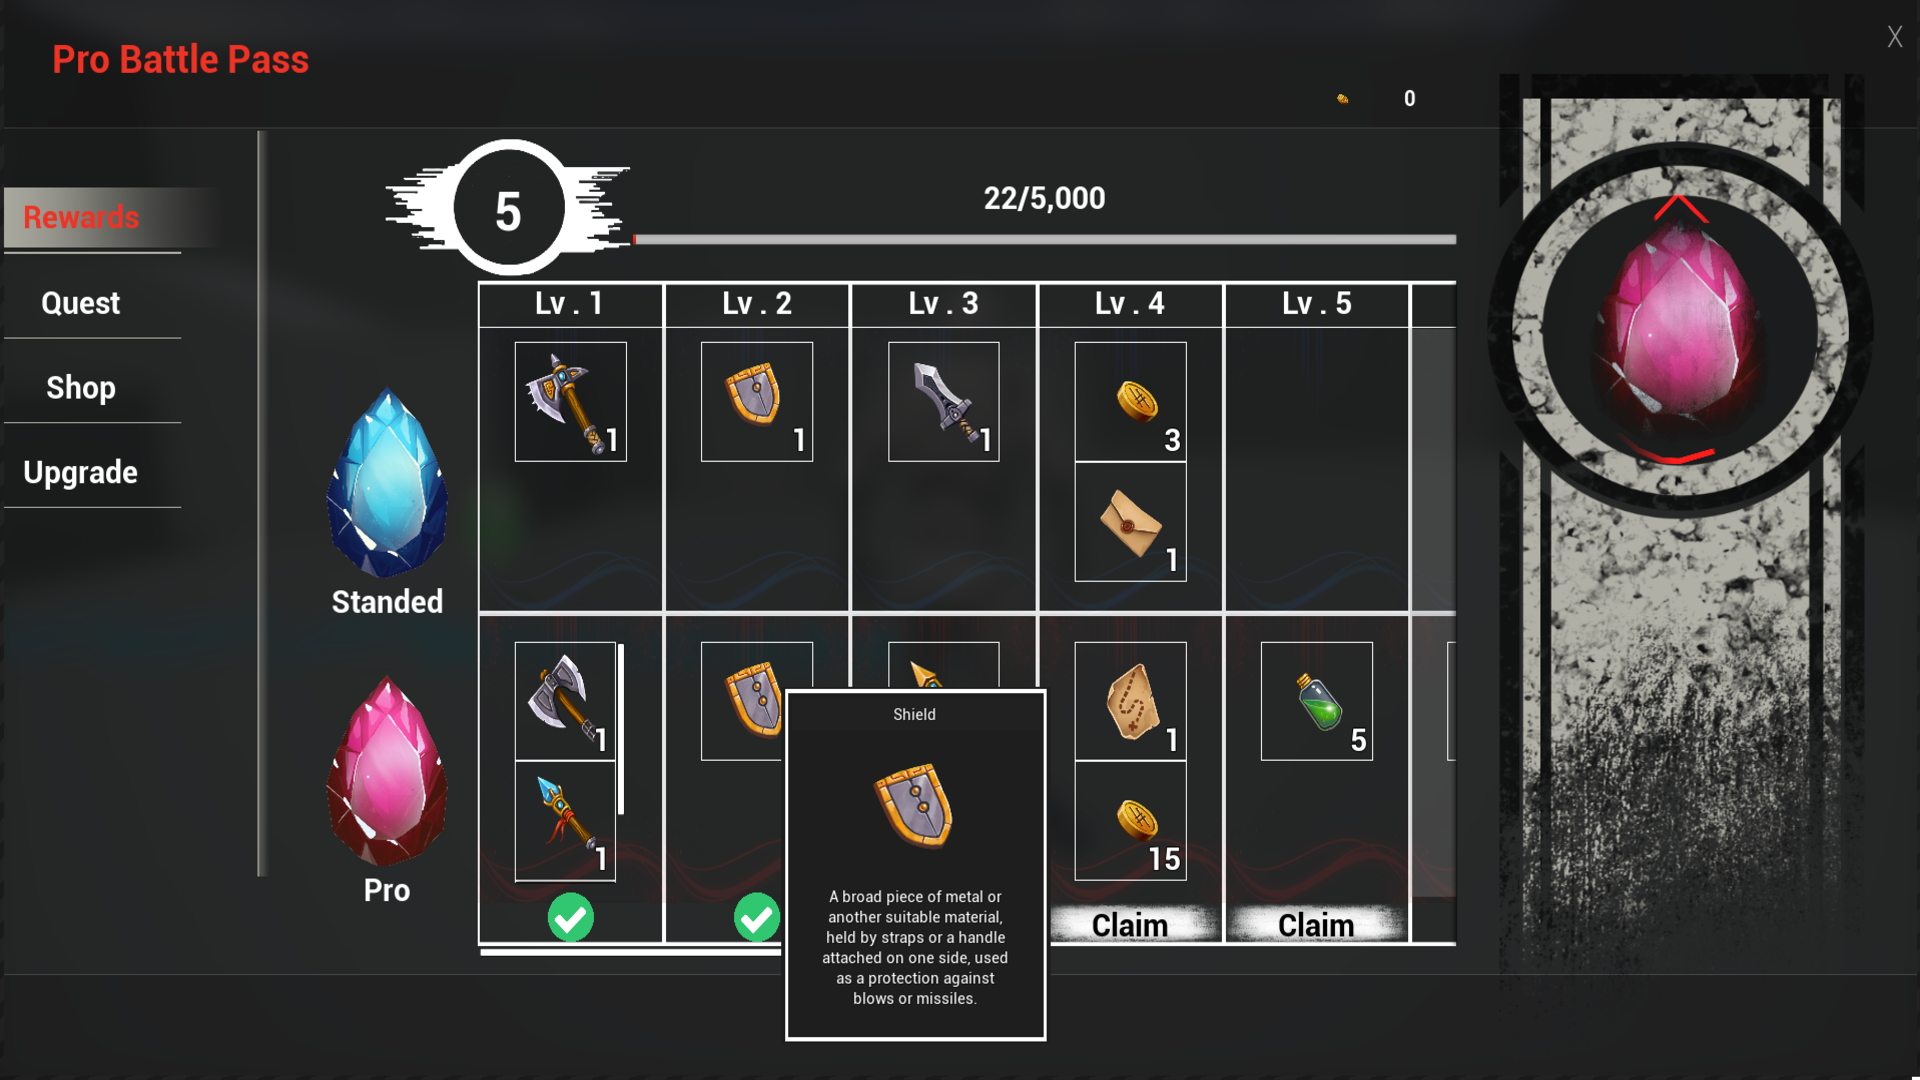 Pro Battle Pass
X
0
Rewards
Quest
Shop
Upgrade
5
22/5,000
Lv . 1
Lv . 2
Lv . 3
Lv . 4
Lv . 5
1
1
1
3
1
Standed
1
1
1
15
5
Pro
Shield
A broad piece of metal or
another suitable material,
held by straps or a handle
attached on one side, used
as a protection against
blows or missiles.
Claim
Claim